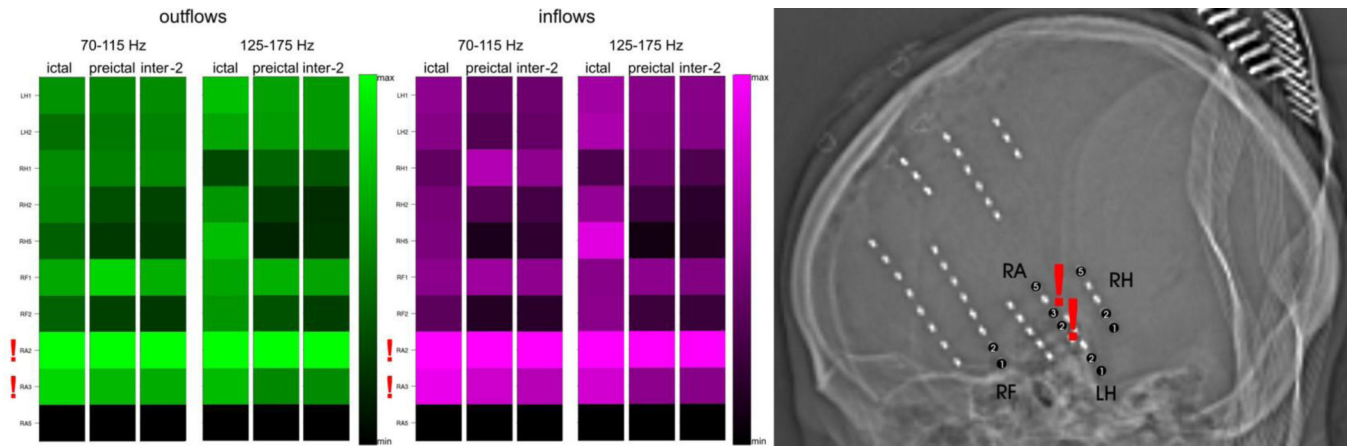 outflows
inflows
70-115 Hz 125-175 Hz
70-115 Hz 125-175 Hz
ictal preictal inter-2 ictal preictal inter-2
ictal preictal inter-2 ictal preictal inter-2
max
max
LH1
LH2
RH1
RH2
RH5
RF1
RF2
! RA2
! RA3
RA5
min
LH1
LH2
RH1
RH2
RH5
RF1
RF2
! RA2
! RA3
RA5
min
RA 5 ! 5 RH
3 2 ! 2 1
2 1 2 1
RF LH